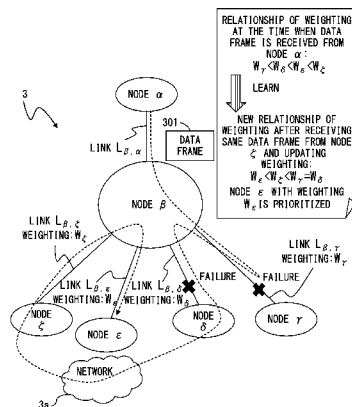 RELATIONSHIP OF WEIGHTING
AT THE TIME WHEN DATA
FRAME IS RECEIVED FROM
NODE α:
Wγ<Wδ<Wε<Wζ
LEARN
NEW RELATIONSHIP OF
WEIGHTING AFTER RECEIVING
SAME DATA FRAME FROM NODE
ζ AND UPDATING
WEIGHTING:
Wε<Wζ<Wγ=Wδ
NODE ε WITH WEIGHTING
Wε IS PRIORITIZED
3
NODE α
301
DATA
FRAME
LINK Lβ,α
NODE β
LINK Lβ,ζ
WEIGHTING:Wζ
LINK Lβ,ε
WEIGHTING:Wε
LINK Lβ,δ
WEIGHTING:Wδ
FAILURE
FAILURE
LINK Lβ,γ
WEIGHTING:Wγ
NODE
ζ
NODE
ε
NODE
δ
NODE γ
NETWORK
3a